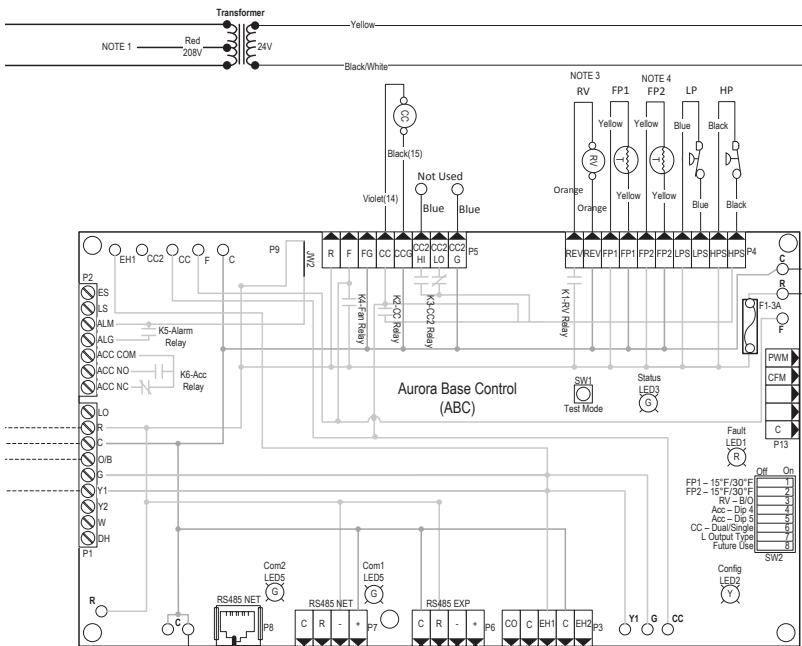 Transformer
Yellow
NOTE 1
Red
208V
24V
Black/White
NOTE 3
RV
FP1
NOTE 4
FP2
LP
HP
CC
Black(15)
Violet(14)
Not Used
Blue
Blue
Yellow
Yellow
Blue
Black
RV
T
T
Orange
Orange
Yellow
Yellow
Blue
Black
EH1
CC2
CC
F
C
P9
JW2
R
F
FG
CC
CCG
CC2
HI
CC2
LO
CC2
G
P5
REV
REV
FP1
FP1
FP2
FP2
LPS
LPS
HPS
HPS
P4
C
R
F1-3A
F
P2
ES
LS
ALM
ALG
ACC COM
ACC NO
ACC NC
K5-Alarm
Relay
K6-Acc
Relay
K4-Fan Relay
K2-CC Relay
K3-CC2 Relay
K1-RV Relay
Aurora Base Control
(ABC)
SW1
Test Mode
Status
LED3
G
PWM
CFM
C
P13
Fault
LED1
R
LO
R
C
O/B
G
Y1
Y2
W
DH
P1
Off
On
FP1 – 15°F/30°F
1
FP2 – 15°F/30°F
2
RV – B/O
3
Acc – Dip 4
4
Acc – Dip 5
5
CC – Dual/Single
6
L Output Type
7
Future Use
8
SW2
Config
LED2
Y
Com2
LED5
G
Com1
LED5
G
R
C
RS485 NET
P8
RS485 NET
C
R
-
+
P7
RS485 EXP
C
R
-
+
P6
CO
C
EH1
C
EH2
P3
Y1
G
CC